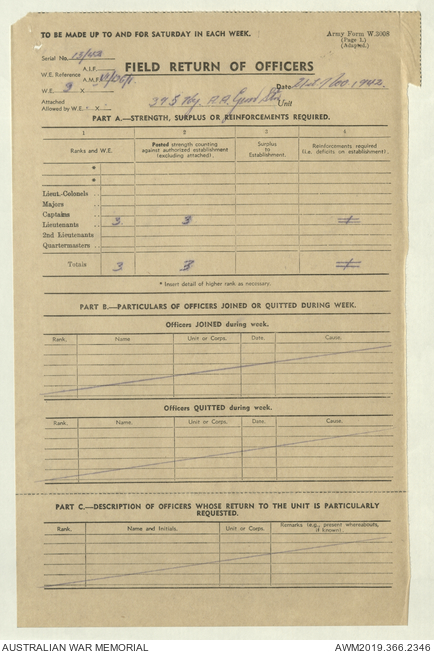 TO BE MADE UP TO AND FOR SATURDAY IN EACH WEEK.
Army Form W.3008
(Page 1.)
(Adapted.)
Serial No.
FIELD RETURN OF OFFICERS
A.I.F.
W.E. Reference
A.M.F.
W.E. 3 X
Date 21st Nov. 1942.
Attached
Allowed by W.E. X
Unit
PART A.—STRENGTH, SURPLUS OR REINFORCEMENTS REQUIRED.
1 2 3 4
Ranks and W.E. Posted strength counting against authorized establishment (excluding attached). Surplus to Establishment. Reinforcements required (i.e. deficits on establishment).
*
*
Lieut.-Colonels
Majors
Captains
Lieutenants 3 3
2nd Lieutenants
Quartermasters
Totals 3 3
* Insert detail of higher rank as necessary.
PART B.—PARTICULARS OF OFFICERS JOINED OR QUITTED DURING WEEK.
Officers JOINED during week.
Rank. Name Unit or Corps. Date. Cause.
Officers QUITTED during week.
Rank. Name. Unit or Corps. Date. Cause.
PART C.—DESCRIPTION OF OFFICERS WHOSE RETURN TO THE UNIT IS PARTICULARLY
REQUESTED.
Rank. Name and Initials. Unit or Corps. Remarks (e.g., present whereabouts, if known).
AUSTRALIAN WAR MEMORIAL AWM2019.366.2346